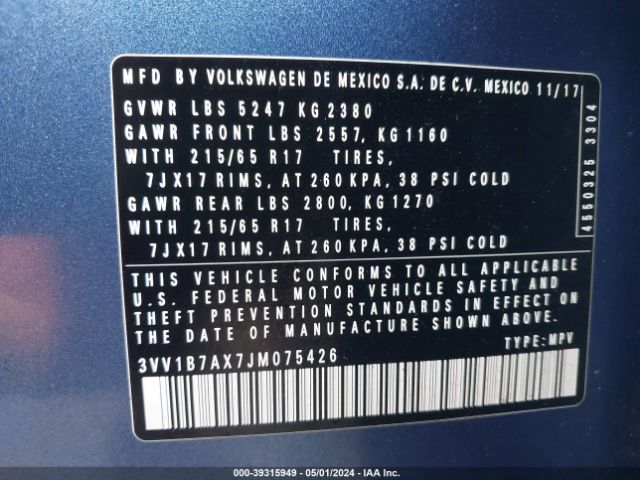 MFD BY VOLKSWAGEN DE MEXICO S.A. DE C.V. MEXICO 11/17
GVWR LBS 5247 KG 2380
GAWR FRONT LBS 2557, KG 1160
WITH 215/65 R17 TIRES,
7JX17 RIMS, AT 260 KPA, 38 PSI COLD
GAWR REAR LBS 2800, KG 1270
WITH 215/65 R17 TIRES,
7JX17 RIMS, AT 260 KPA, 38 PSI COLD
4550325 3304
THIS VEHICLE CONFORMS TO ALL APPLICABLE
U.S. FEDERAL MOTOR VEHICLE SAFETY AND
THEFT PREVENTION STANDARDS IN EFFECT ON
THE DATE OF MANUFACTURE SHOWN ABOVE.
3VV1B7AX7JM075426 TYPE: MPV
000-39315949 - 05/01/2024 - IAA Inc.